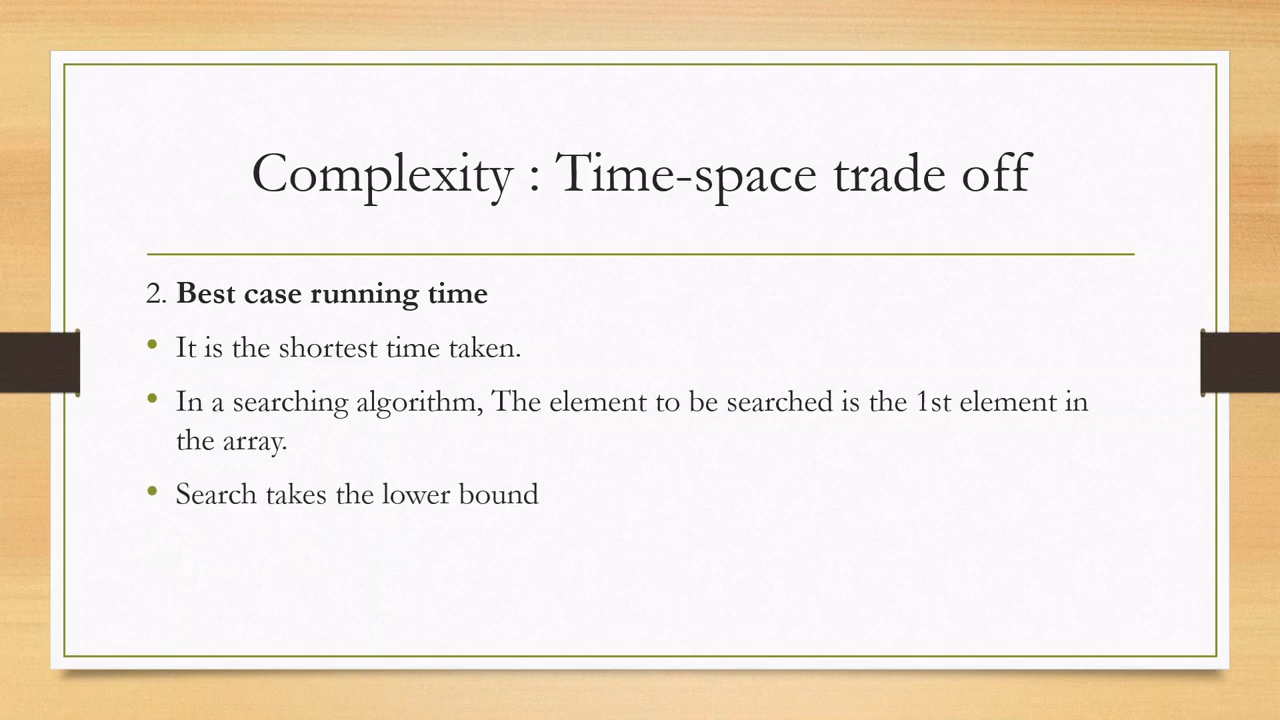 Complexity : Time-space trade off
2. Best case running time
• It is the shortest time taken.
• In a searching algorithm, The element to be searched is the 1st element in
the array.
• Search takes the lower bound